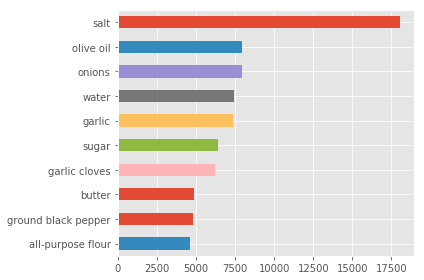 salt
olive oil
onions
water
garlic
sugar
garlic cloves
butter
ground black pepper
all-purpose flour
0 2500 5000 7500 10000 12500 15000 17500